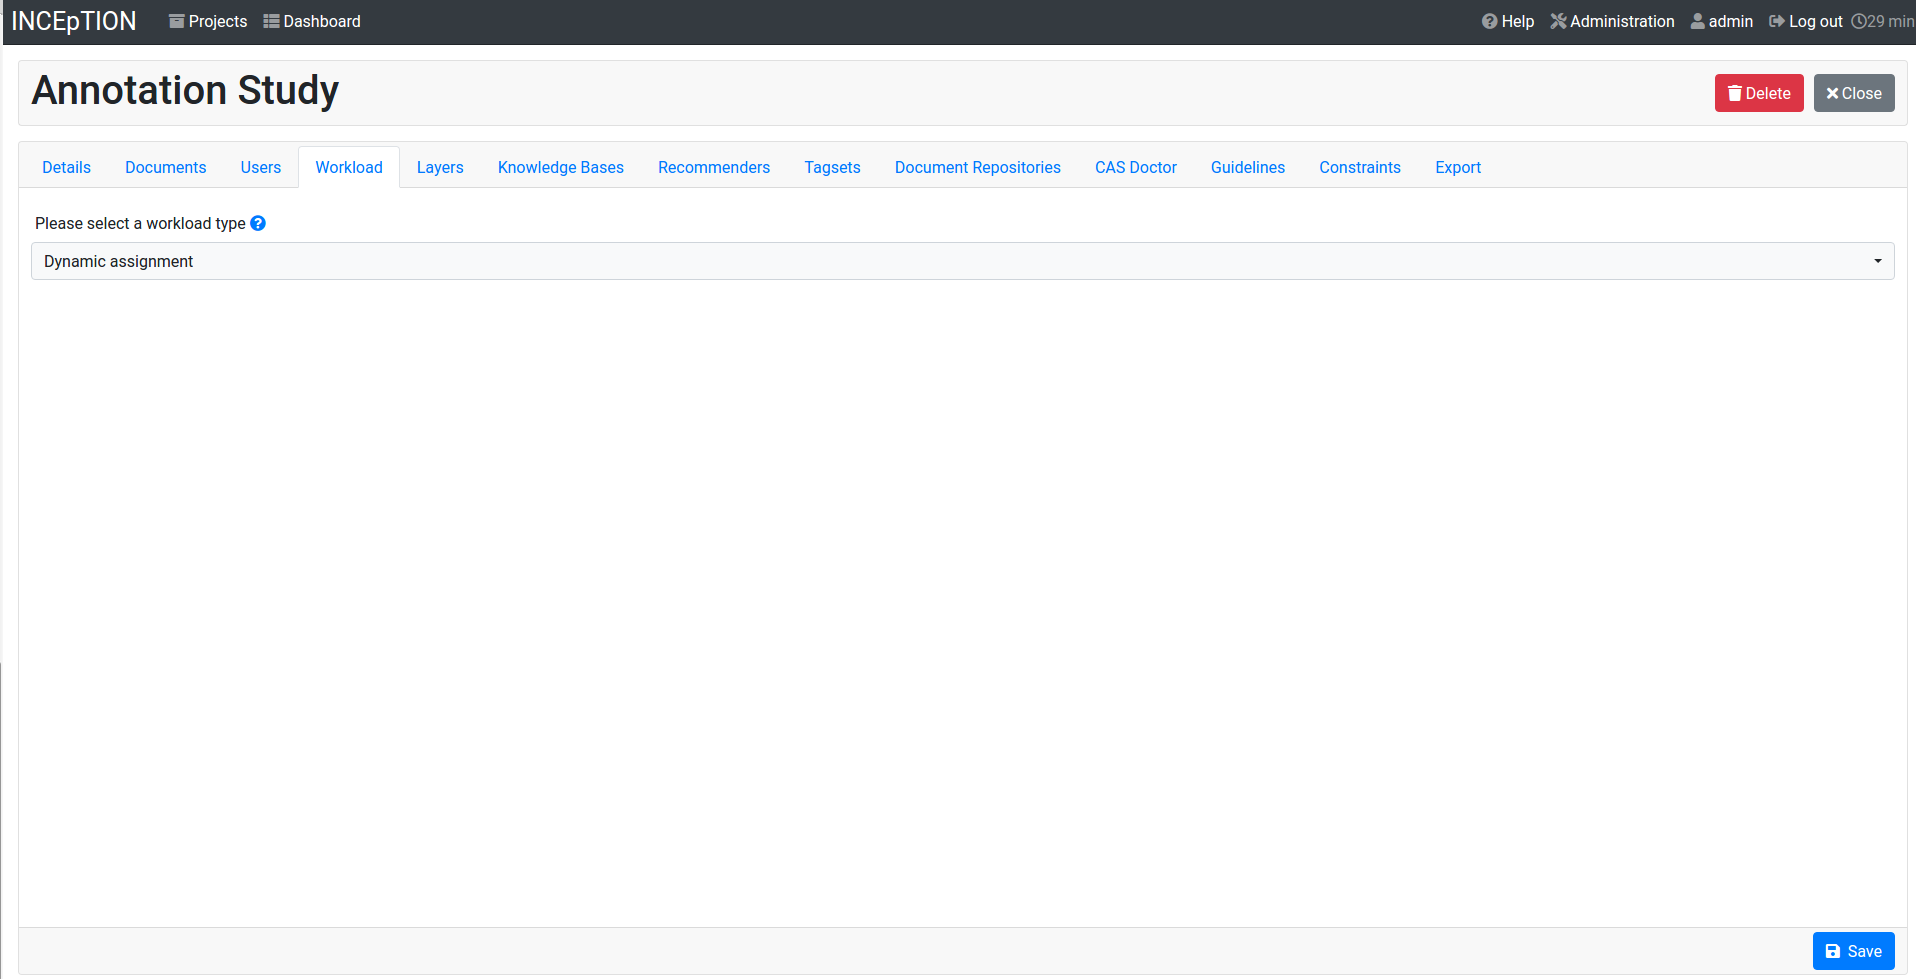 INCEpTION Projects Dashboard Help Administration admin Log out 29 min
Annotation Study Delete Close
Details Documents Users Workload Layers Knowledge Bases Recommenders Tagsets Document Repositories CAS Doctor Guidelines Constraints Export
Please select a workload type
Dynamic assignment
Save